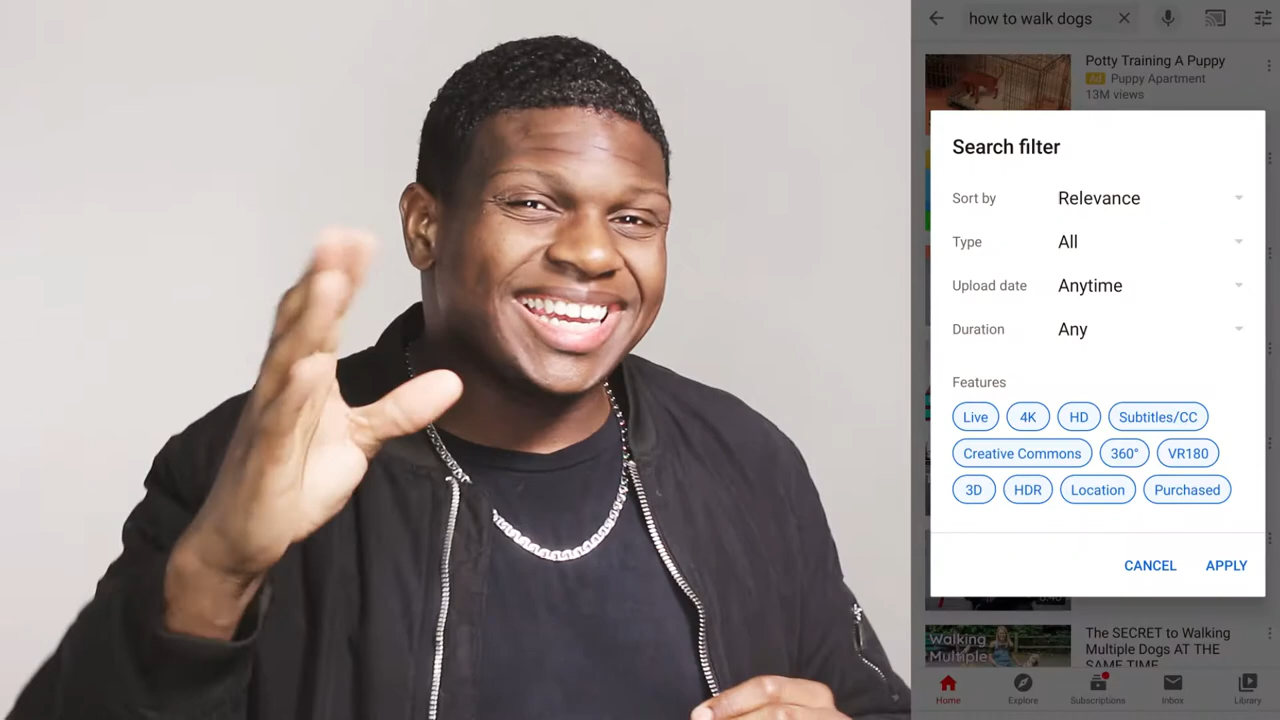 how to walk dogs
Potty Training A Puppy
Ad Puppy Apartment
13M views
Search filter
Sort by Relevance
Type All
Upload date Anytime
Duration Any
Features
Live 4K HD Subtitles/CC
Creative Commons 360° VR180
3D HDR Location Purchased
CANCEL APPLY
Walking
Multiple
The SECRET to Walking
Multiple Dogs AT THE
SAME TIME
Home Explore Subscriptions Inbox Library